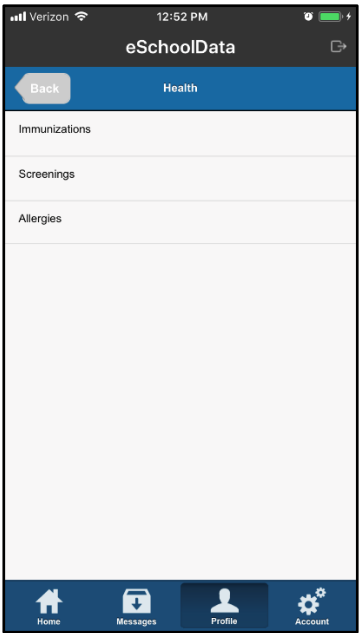 Verizon 12:52 PM
eSchoolData
Back Health
Immunizations
Screenings
Allergies
Home Messages Profile Account